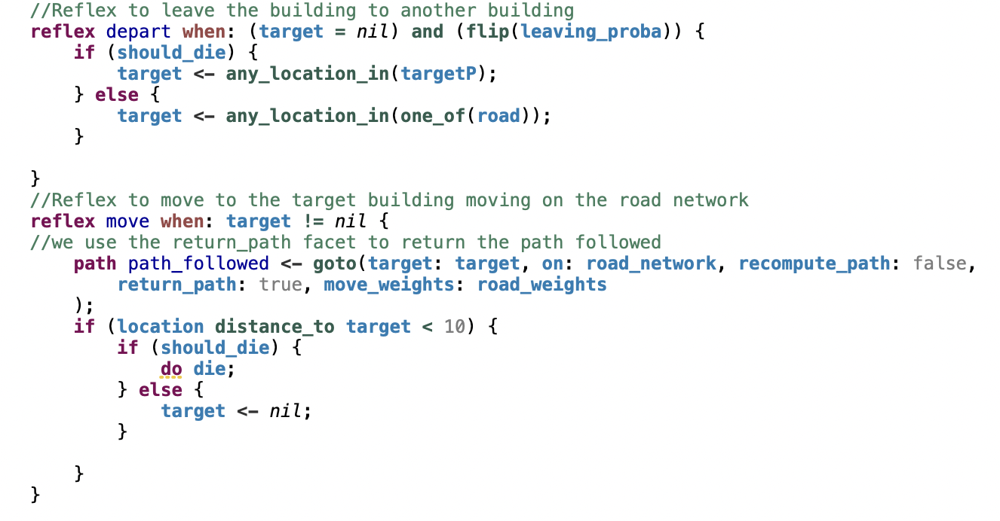 //Reflex to leave the building to another building
reflex depart when: (target = nil) and (flip(leaving_proba)) {
if (should_die) {
target <- any_location_in(targetP);
} else {
target <- any_location_in(one_of(road));
}
}
//Reflex to move to the target building moving on the road network
reflex move when: target != nil {
//we use the return_path facet to return the path followed
path path_followed <- goto(target: target, on: road_network, recompute_path: false,
return_path: true, move_weights: road_weights
);
if (location distance_to target < 10) {
if (should_die) {
do die;
} else {
target <- nil;
}
}
}